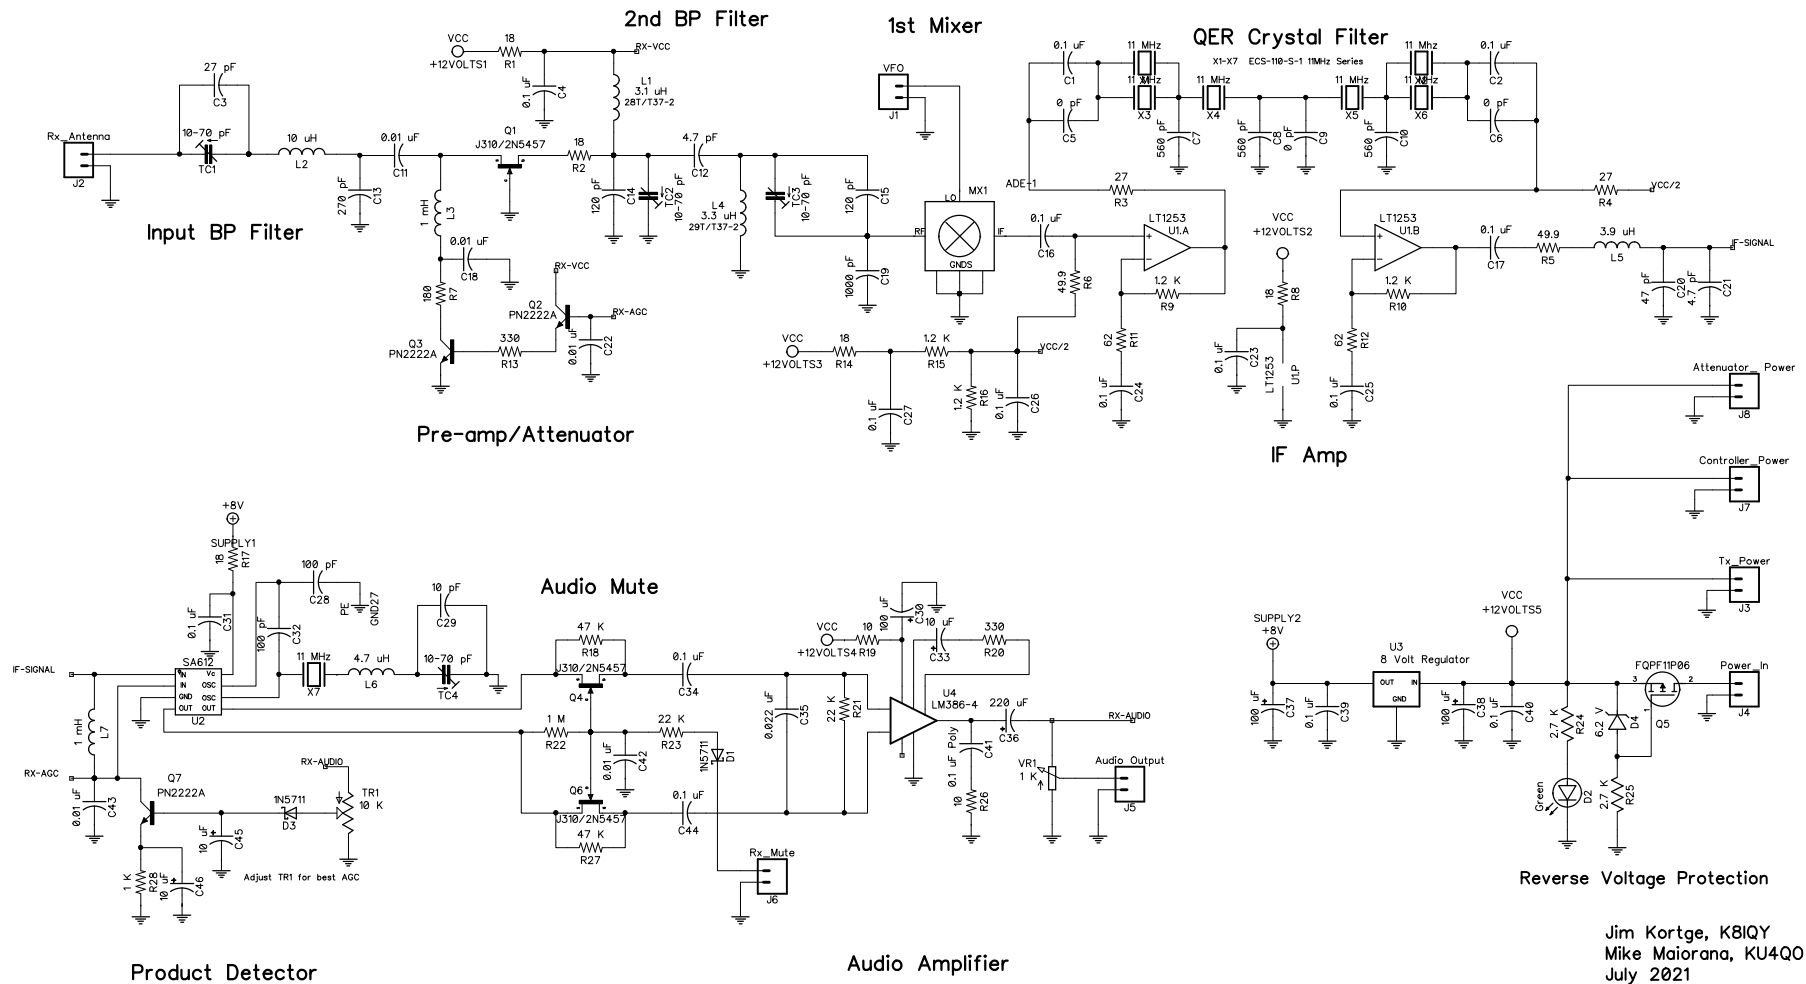 2nd BP Filter
1st Mixer
QER Crystal Filter
X1-X7 ECS-110-S-1 11MHz Series
VCC
+12VOLTS1
18
R1
RX-VCC
0.1 uF
C4
L1
3.1 uH
28T/T37-2
27 pF
C3
Rx_Antenna
J2
10-70 pF
TC1
10 uH
L2
270 pF
C13
0.01 uF
C11
Q1
J310/2N5457
18
R2
120 pF
C14
TC2
10-70 pF
4.7 pF
C12
L4
3.3 uH
29T/T37-2
TC3
10-70 pF
120 pF
C15
1000 pF
C19
VFO
J1
ADE-1
MX1
LO
RF
IF
GNDS
0.1 uF
C1
0 pF
C5
11 MHz
11 MHz
X3
560 pF
C7
11 MHz
X4
560 pF
C8
0 pF
C9
11 MHz
X5
560 pF
C10
11 Mhz
X2
11 MHz
X6
0.1 uF
C2
0 pF
C6
27
R3
27
R4
VCC/2
Input BP Filter
1 mH
L3
0.01 uF
C18
180
R7
RX-VCC
Q2
PN2222A
RX-AGC
0.01 uF
C22
Q3
PN2222A
330
R13
Pre-amp/Attenuator
0.1 uF
C16
49.9
R6
LT1253
U1.A
1.2 K
R9
62
R11
0.1 uF
C24
VCC
+12VOLTS3
18
R14
1.2 K
R15
VCC/2
0.1 uF
C27
1.2 K
R16
0.1 uF
C26
VCC
+12VOLTS2
18
R8
0.1 uF
C23
LT1253
U1.P
LT1253
U1.B
1.2 K
R10
62
R12
0.1 uF
C25
0.1 uF
C17
49.9
R5
3.9 uH
L5
IF-SIGNAL
47 pF
C20
4.7 pF
C21
IF Amp
Attenuator_Power
J8
Controller_Power
J7
Tx_Power
J3
+8V
SUPPLY1
18
R17
0.1 uF
C31
100 pF
C28
PE
GND27
100 pF
C32
IF-SIGNAL
SA612
IN
IN
GND
OUT
Vc
OSC
OSC
OUT
U2
11 MHz
X7
4.7 uH
L6
10 pF
C29
10-70 pF
TC4
1 mH
L7
RX-AGC
0.01 uF
C43
Q7
PN2222A
1 K
R28
10 uF
C46
10 uF
C45
1N5711
D3
RX-AUDIO
TR1
10 K
Adjust TR1 for best AGC
Product Detector
Audio Mute
47 K
R18
J310/2N5457
Q4
0.1 uF
C34
1 M
R22
22 K
R23
0.01 uF
C42
1N5711
D1
Q6
J310/2N5457
47 K
R27
0.1 uF
C44
Rx_Mute
J6
0.022 uF
C35
22 K
R21
VCC
+12VOLTS4
10
R19
100 uF
C30
10 uF
C33
330
R20
U4
LM386-4
220 uF
C36
0.1 uF Poly
C41
10
R26
RX-AUDIO
VR1
1 K
Audio Output
J5
Audio Amplifier
SUPPLY2
+8V
100 uF
C37
0.1 uF
C39
U3
8 Volt Regulator
OUT
IN
GND
100 uF
C38
0.1 uF
C40
VCC
+12VOLTS5
2.7 K
R24
Green
D2
6.2 V
D4
2.7 K
R25
FQPF11P06
3
2
1
Q5
Power_In
J4
Reverse Voltage Protection
Jim Kortge, K8IQY
Mike Maiorana, KU4QO
July 2021